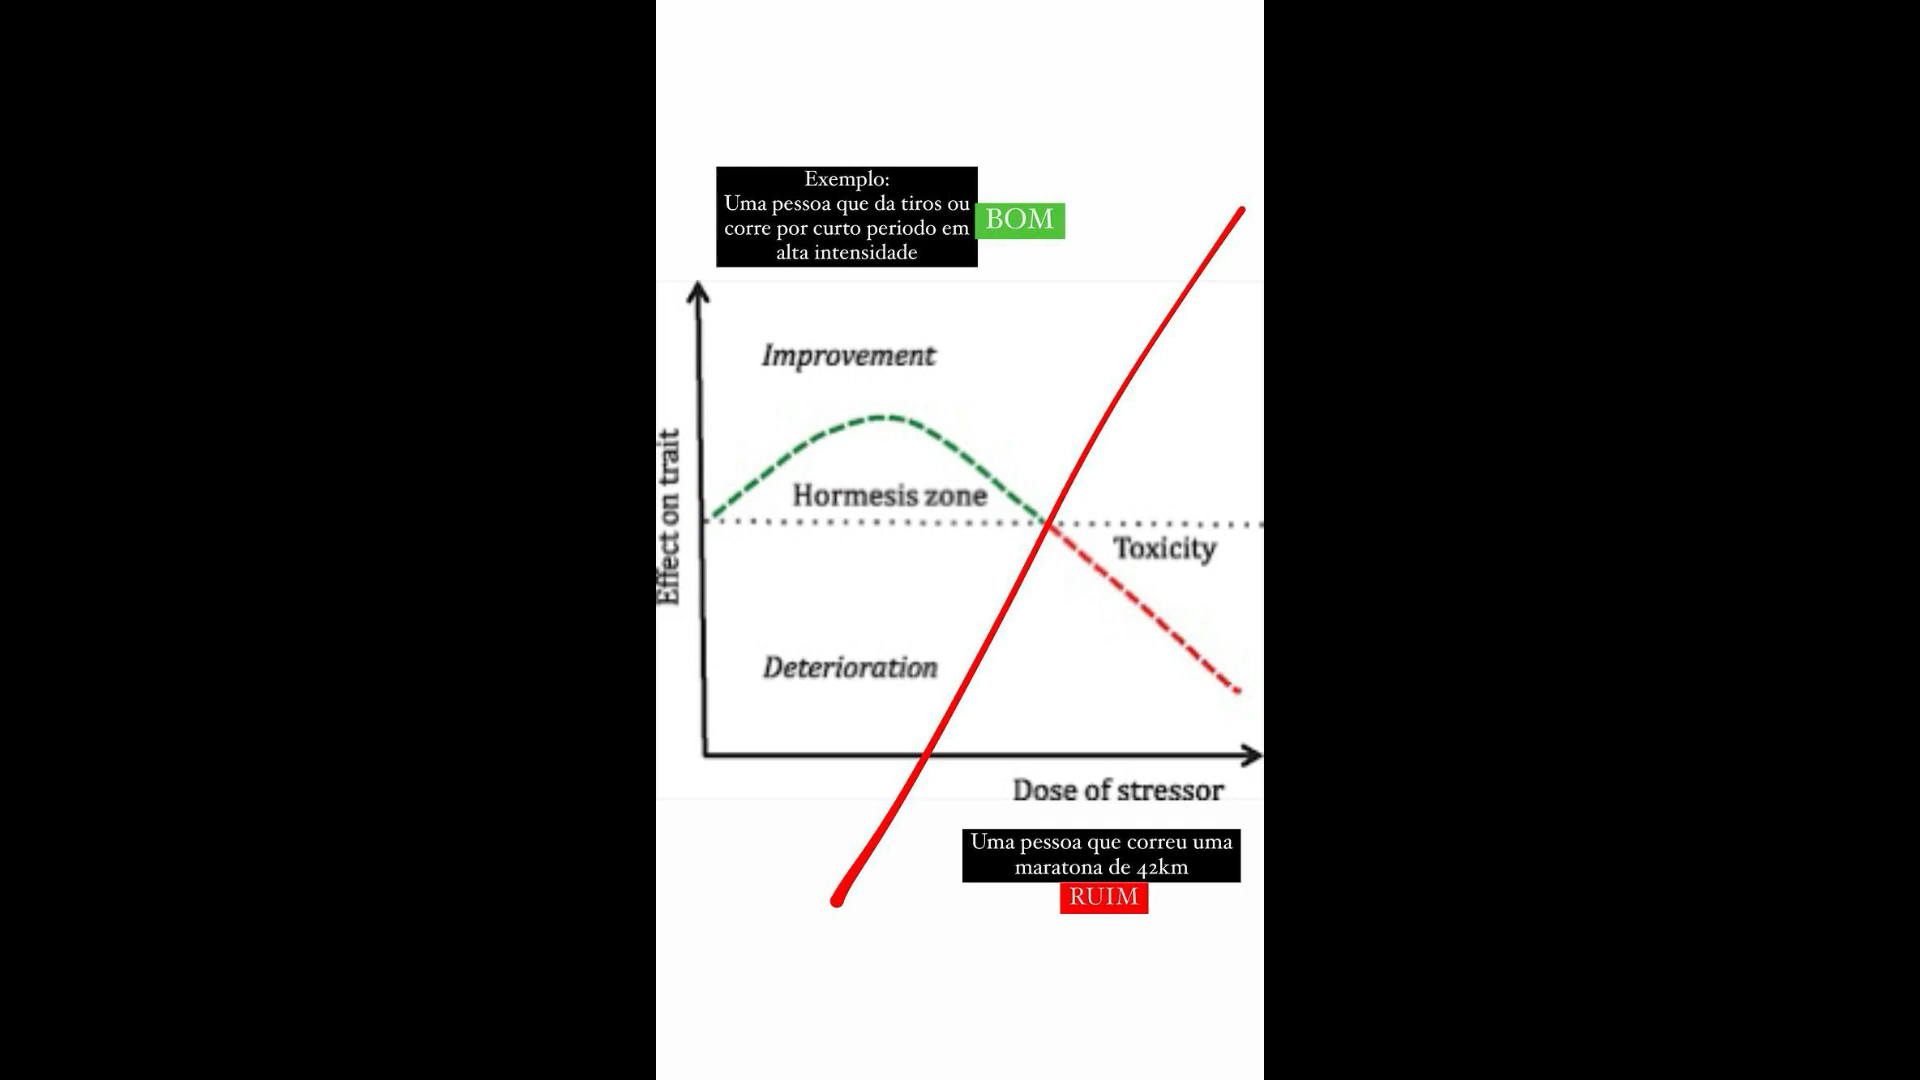 Exemplo:
Uma pessoa que da tiros ou
corre por curto periodo em
alta intensidade
BOM
Improvement
Effect on trait
Hormesis zone
Toxicity
Deterioration
Dose of stressor
Uma pessoa que correu uma
maratona de 42km
RUIM